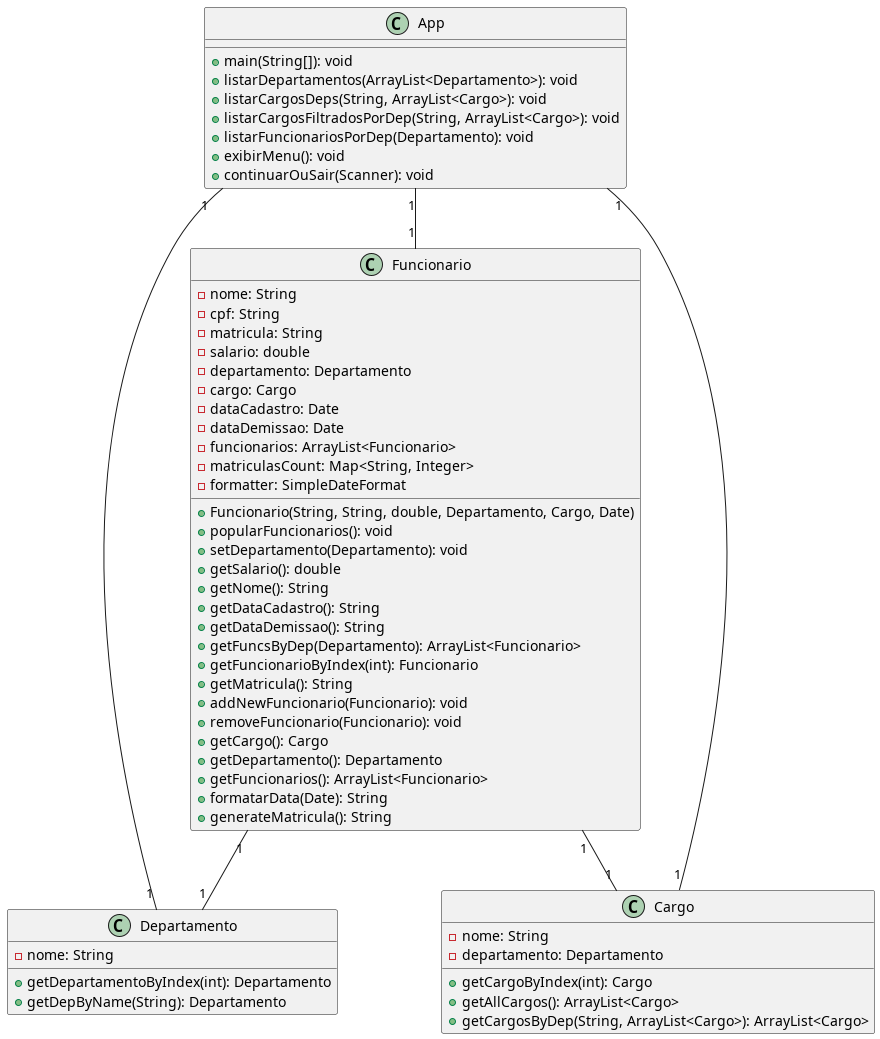 C App
main(String[]): void
listarDepartamentos(ArrayList<Departamento>): void
listarCargosDeps(String, ArrayList<Cargo>): void
listarCargosFiltradosPorDep(String, ArrayList<Cargo>): void
listarFuncionariosPorDep(Departamento): void
exibirMenu(): void
continuarOuSair(Scanner): void
1 1 1
1
C Funcionario
nome: String
cpf: String
matricula: String
salario: double
departamento: Departamento
cargo: Cargo
dataCadastro: Date
dataDemissao: Date
funcionarios: ArrayList<Funcionario>
matriculasCount: Map<String, Integer>
formatter: SimpleDateFormat
Funcionario(String, String, double, Departamento, Cargo, Date)
popularFuncionarios(): void
setDepartamento(Departamento): void
getSalario(): double
getNome(): String
getDataCadastro(): String
getDataDemissao(): String
getFuncsByDep(Departamento): ArrayList<Funcionario>
getFuncionarioByIndex(int): Funcionario
getMatricula(): String
addNewFuncionario(Funcionario): void
removeFuncionario(Funcionario): void
getCargo(): Cargo
getDepartamento(): Departamento
getFuncionarios(): ArrayList<Funcionario>
formatarData(Date): String
generateMatricula(): String
1 1
1 1 1 1
C Departamento
nome: String
getDepartamentoByIndex(int): Departamento
getDepByName(String): Departamento
C Cargo
nome: String
departamento: Departamento
getCargoByIndex(int): Cargo
getAllCargos(): ArrayList<Cargo>
getCargosByDep(String, ArrayList<Cargo>): ArrayList<Cargo>